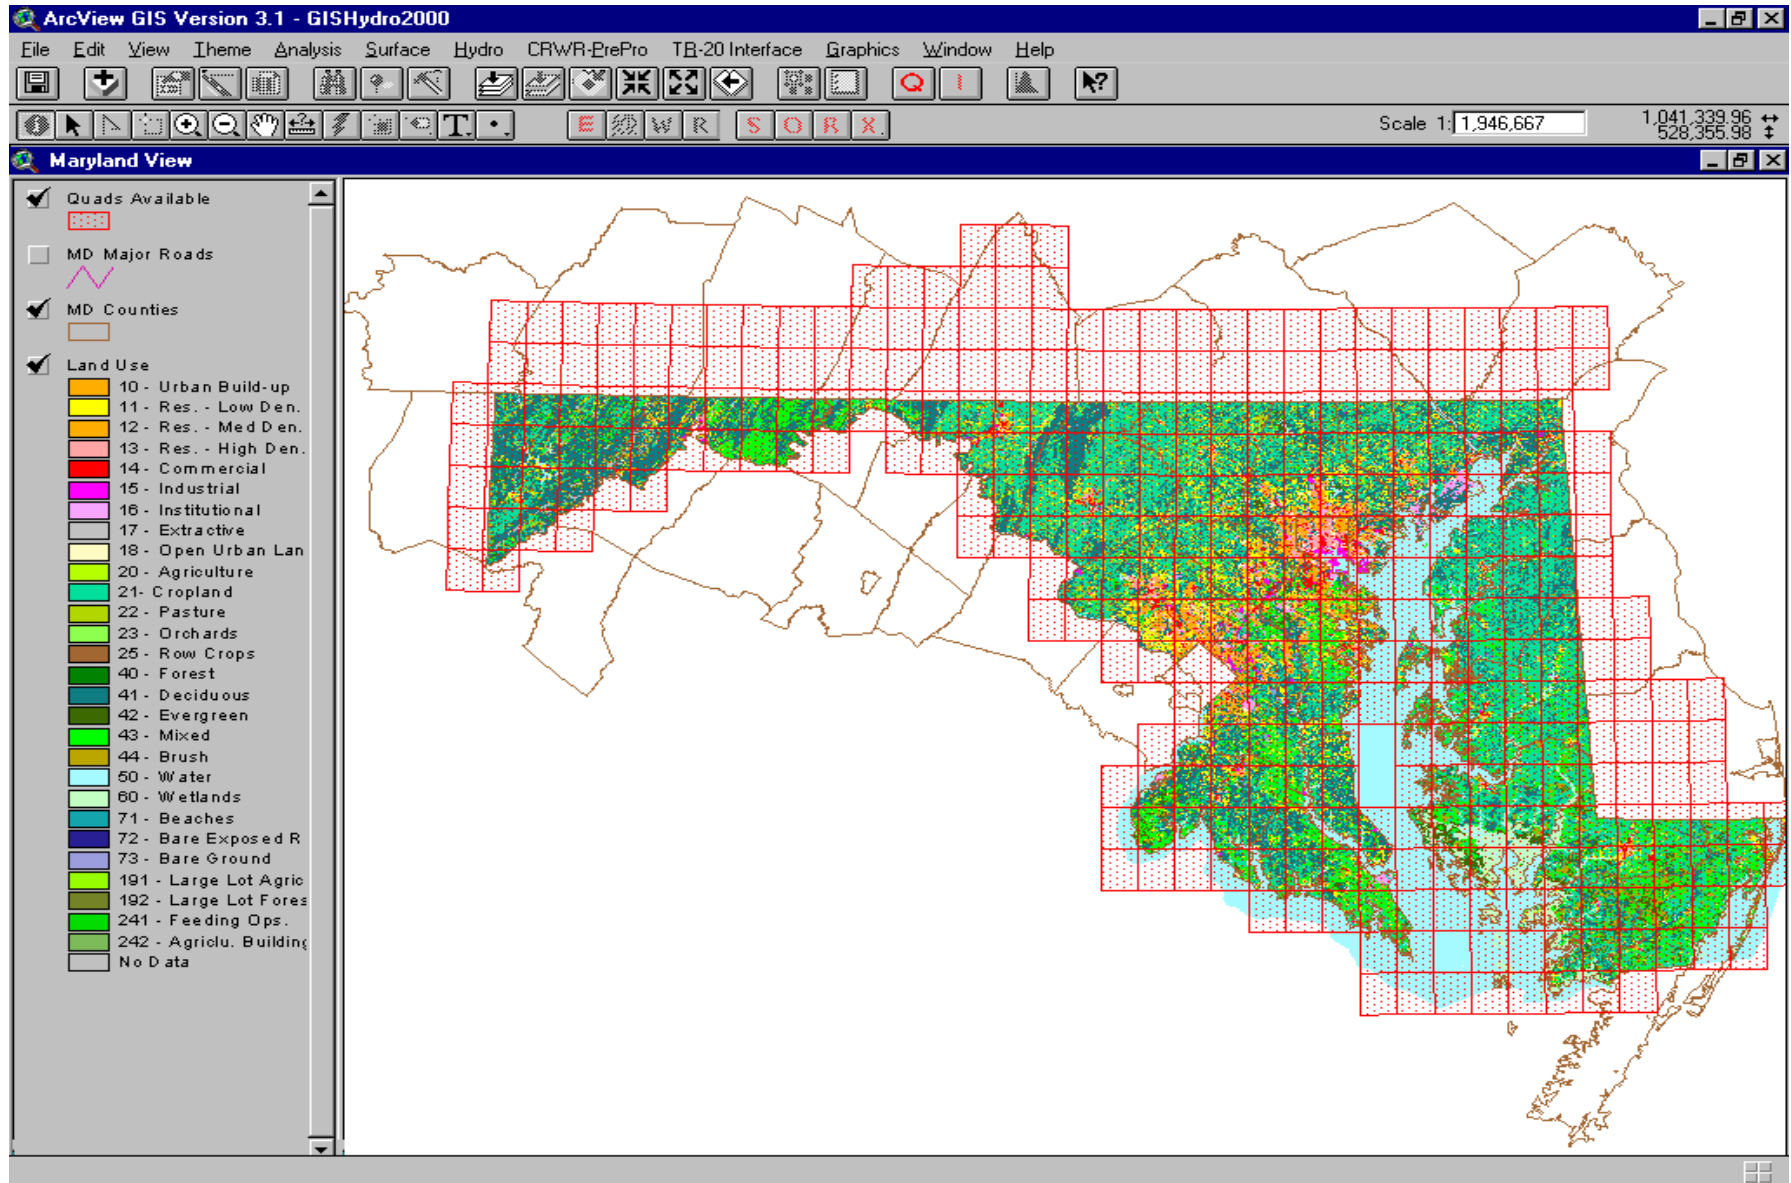 ArcView GIS Version 3.1 - GISHydro2000
File Edit View Theme Analysis Surface Hydro CRWR-PrePro TR-20 Interface Graphics Window Help
Q
T E W R S O R X
Scale 1: 1,946,667
1,041,339.96
528,355.98
Maryland View
Quads Available
MD Major Roads
MD Counties
Land Use
10 - Urban Build-up
11 - Res. - Low Den.
12 - Res. - Med Den.
13 - Res. - High Den.
14 - Commercial
15 - Industrial
16 - Institutional
17 - Extractive
18 - Open Urban Lan
20 - Agriculture
21- Cropland
22 - Pasture
23 - Orchards
25 - Row Crops
40 - Forest
41 - Deciduous
42 - Evergreen
43 - Mixed
44 - Brush
50 - Water
60 - Wetlands
71 - Beaches
72 - Bare Exposed R
73 - Bare Ground
191 - Large Lot Agric
192 - Large Lot Fores
241 - Feeding Ops.
242 - Agriclu. Building
No Data